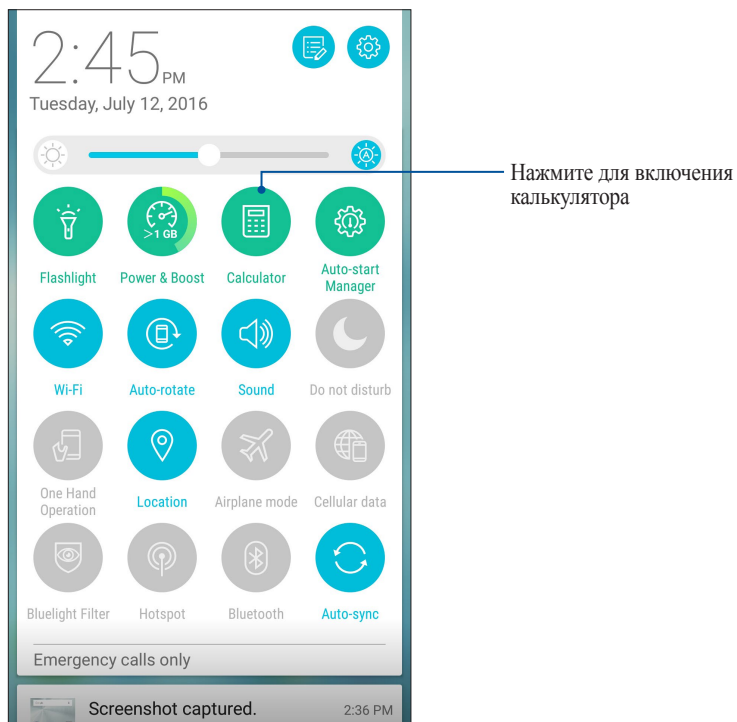 2:45 PM
Tuesday, July 12, 2016
A
Нажмите для включения
калькулятора
>1 GB
Flashlight
Power & Boost
Calculator
Auto-start
Manager
Wi-Fi
Auto-rotate
Sound
Do not disturb
One Hand
Operation
Location
Airplane mode
Cellular data
Bluelight Filter
Hotspot
Bluetooth
Auto-sync
Emergency calls only
Screenshot captured.
2:36 PM